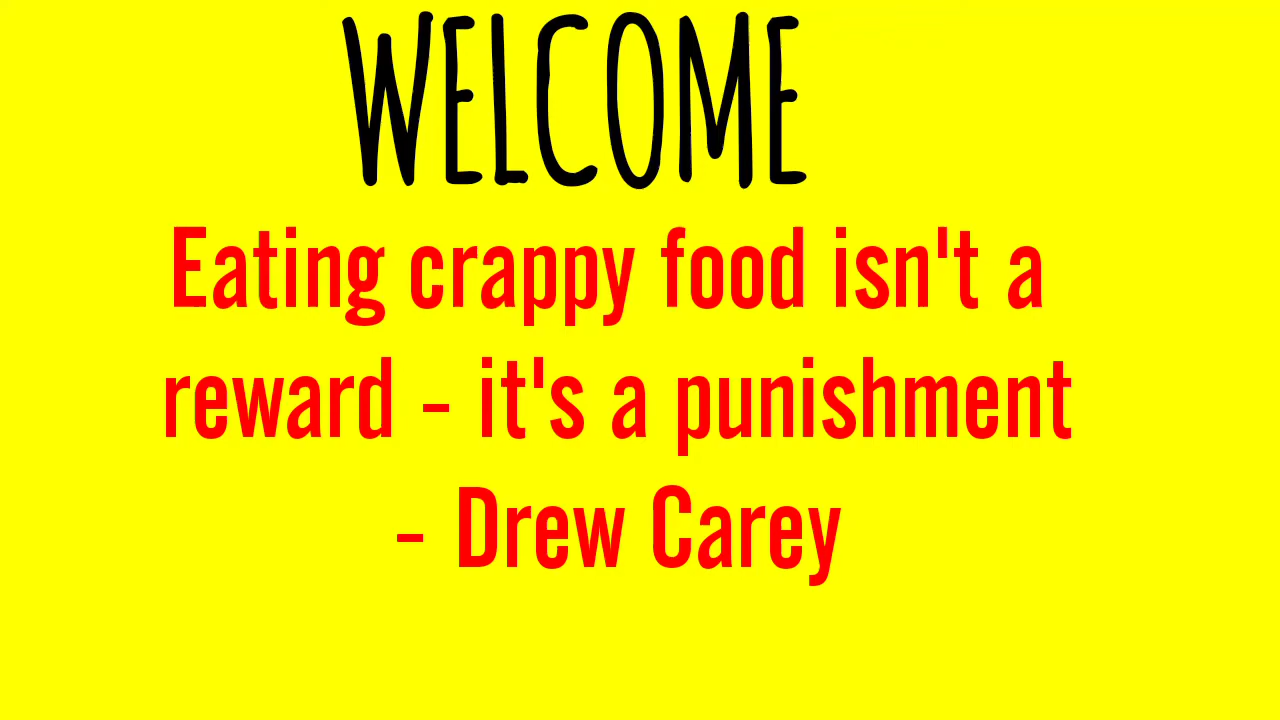 WELCOME
Eating crappy food isn't a
reward - it's a punishment
- Drew Carey